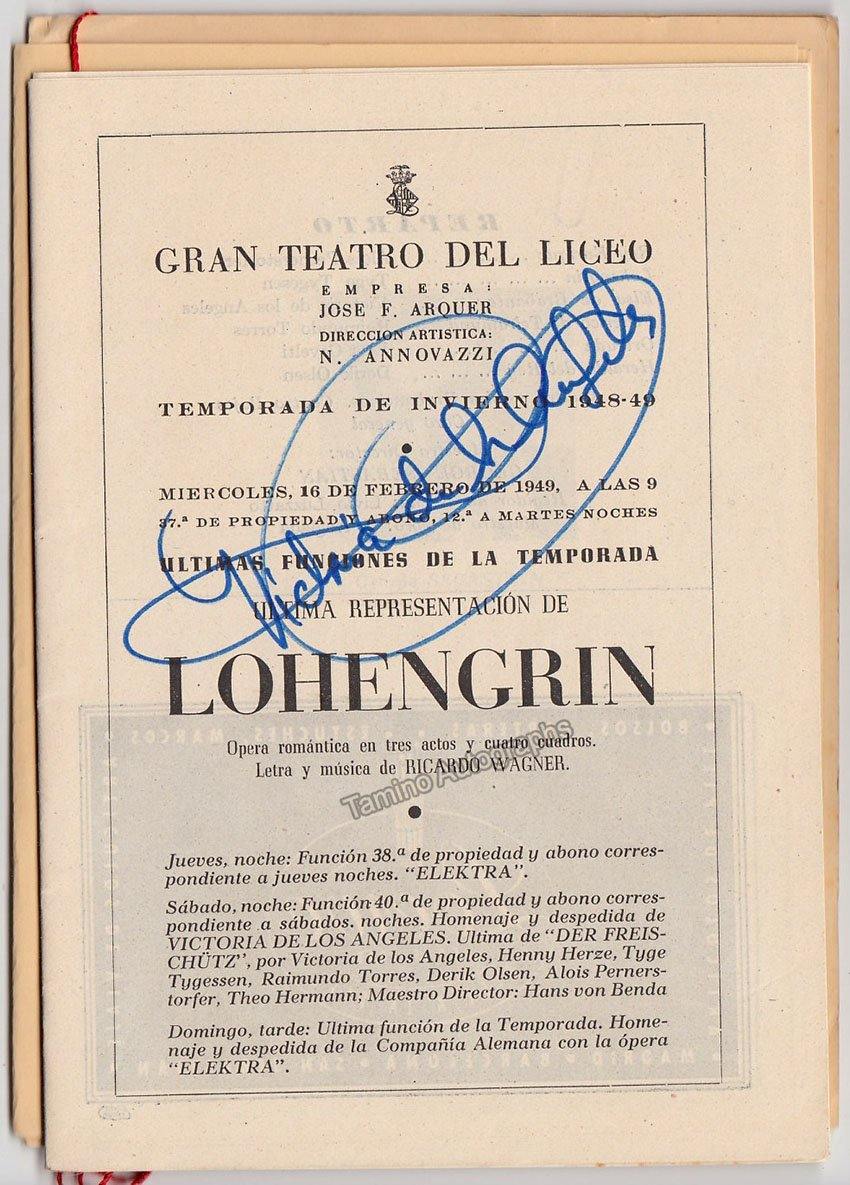 GRAN TEATRO DEL LICEO
EMPRESA:
JOSE F. ARQUER
DIRECCION ARTISTICA:
N. ANNOVAZZI
TEMPORADA DE INVIERNO 1948-49
MIERCOLES, 16 DE FEBRERO DE 1949, A LAS 9
37.ª DE PROPIEDAD Y ABONO, 12.ª A MARTES NOCHES
ULTIMAS FUNCIONES DE LA TEMPORADA
Victoria de los Angeles
ULTIMA REPRESENTACIÓN DE
LOHENGRIN
Opera romántica en tres actos y cuatro cuadros.
Letra y música de RICARDO WAGNER.
Tamino Autographs
Jueves, noche: Función 38.ª de propiedad y abono corres-
pondiente a jueves noches. "ELEKTRA".
Sábado, noche: Función 40.ª de propiedad y abono corres-
pondiente a sábados. noches. Homenaje y despedida de
VICTORIA DE LOS ANGELES. Ultima de "DER FREIS-
CHÜTZ", por Victoria de los Angeles, Henny Herze, Tyge
Tygessen, Raimundo Torres, Derik Olsen, Alois Perners-
torfer, Theo Hermann; Maestro Director: Hans von Benda
Domingo, tarde: Ultima función de la Temporada. Home-
naje y despedida de la Compañía Alemana con la ópera
"ELEKTRA".